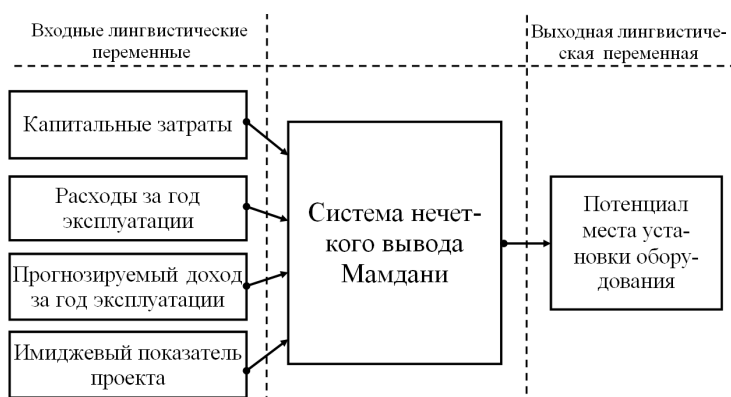 Входные лингвистические
переменные
Выходная лингвистиче-
ская переменная
Капитальные затраты
Расходы за год
эксплуатации
Прогнозируемый доход
за год эксплуатации
Имиджевый показатель
проекта
Система нечет-
кого вывода
Мамдани
Потенциал
места уста-
новки обору-
дования